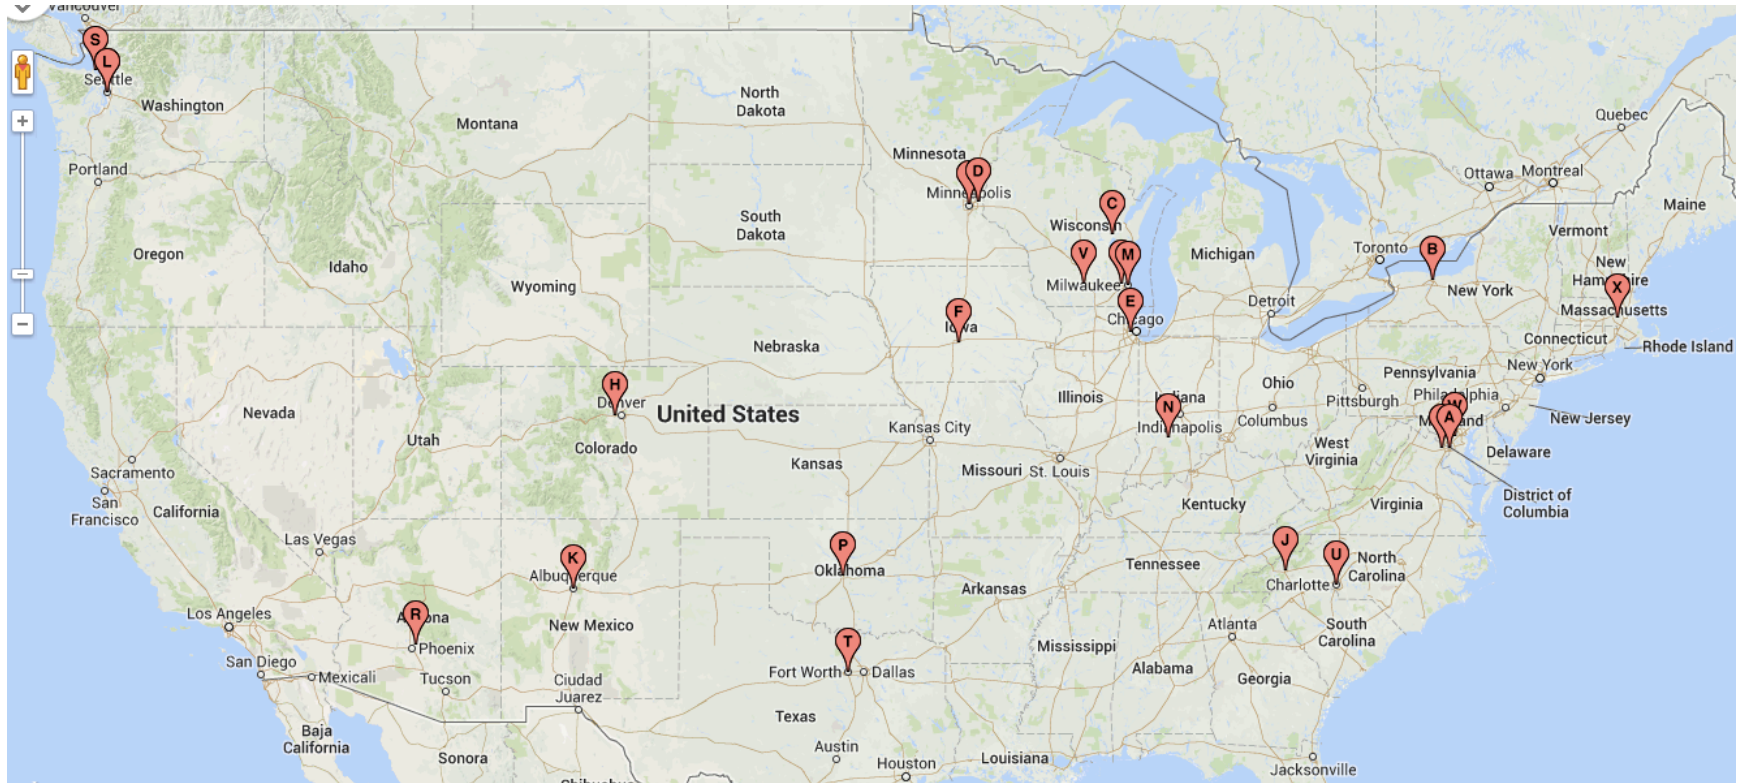 Vancouver
S
L
Seattle
Washington
Montana
North
Dakota
Minnesota
D
Minneapolis
Quebec
Ottawa
Montreal
Maine
Portland
Oregon
Idaho
Wyoming
South
Dakota
C
Wisconsin
V
M
Milwaukee
E
Chicago
Michigan
Toronto
B
Vermont
New
Hampshire
X
New York
Massachusetts
Detroit
Connecticut
Rhode Island
F
Iowa
Nebraska
H
Denver
United States
Colorado
Nevada
Utah
Kansas City
Kansas
Missouri
St. Louis
Illinois
N
Indiana
Indianapolis
Ohio
Columbus
Pennsylvania
Pittsburgh
Philadelphia
New York
New Jersey
W
A
Maryland
Delaware
West
Virginia
District of
Columbia
Virginia
Kentucky
Sacramento
San
Francisco
California
Las Vegas
K
Albuquerque
New Mexico
P
Oklahoma
Arkansas
Tennessee
J
U
Charlotte
North
Carolina
Los Angeles
R
Arizona
Phoenix
San Diego
Mexicali
Tucson
Ciudad
Juarez
T
Fort Worth
Dallas
Texas
Mississippi
Alabama
Atlanta
Georgia
South
Carolina
Baja
California
Sonora
Chihuahua
Austin
Houston
Louisiana
Jacksonville